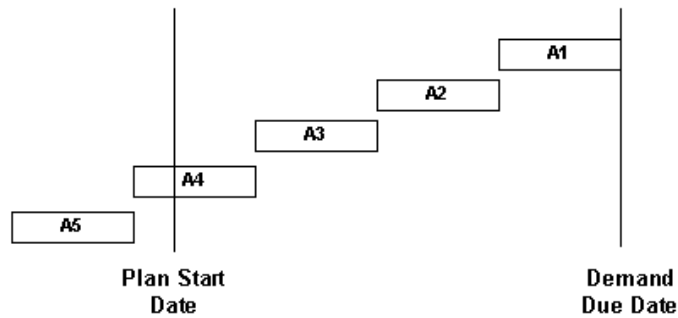 A1
A2
A3
A4
A5
Plan Start
Date
Demand
Due Date